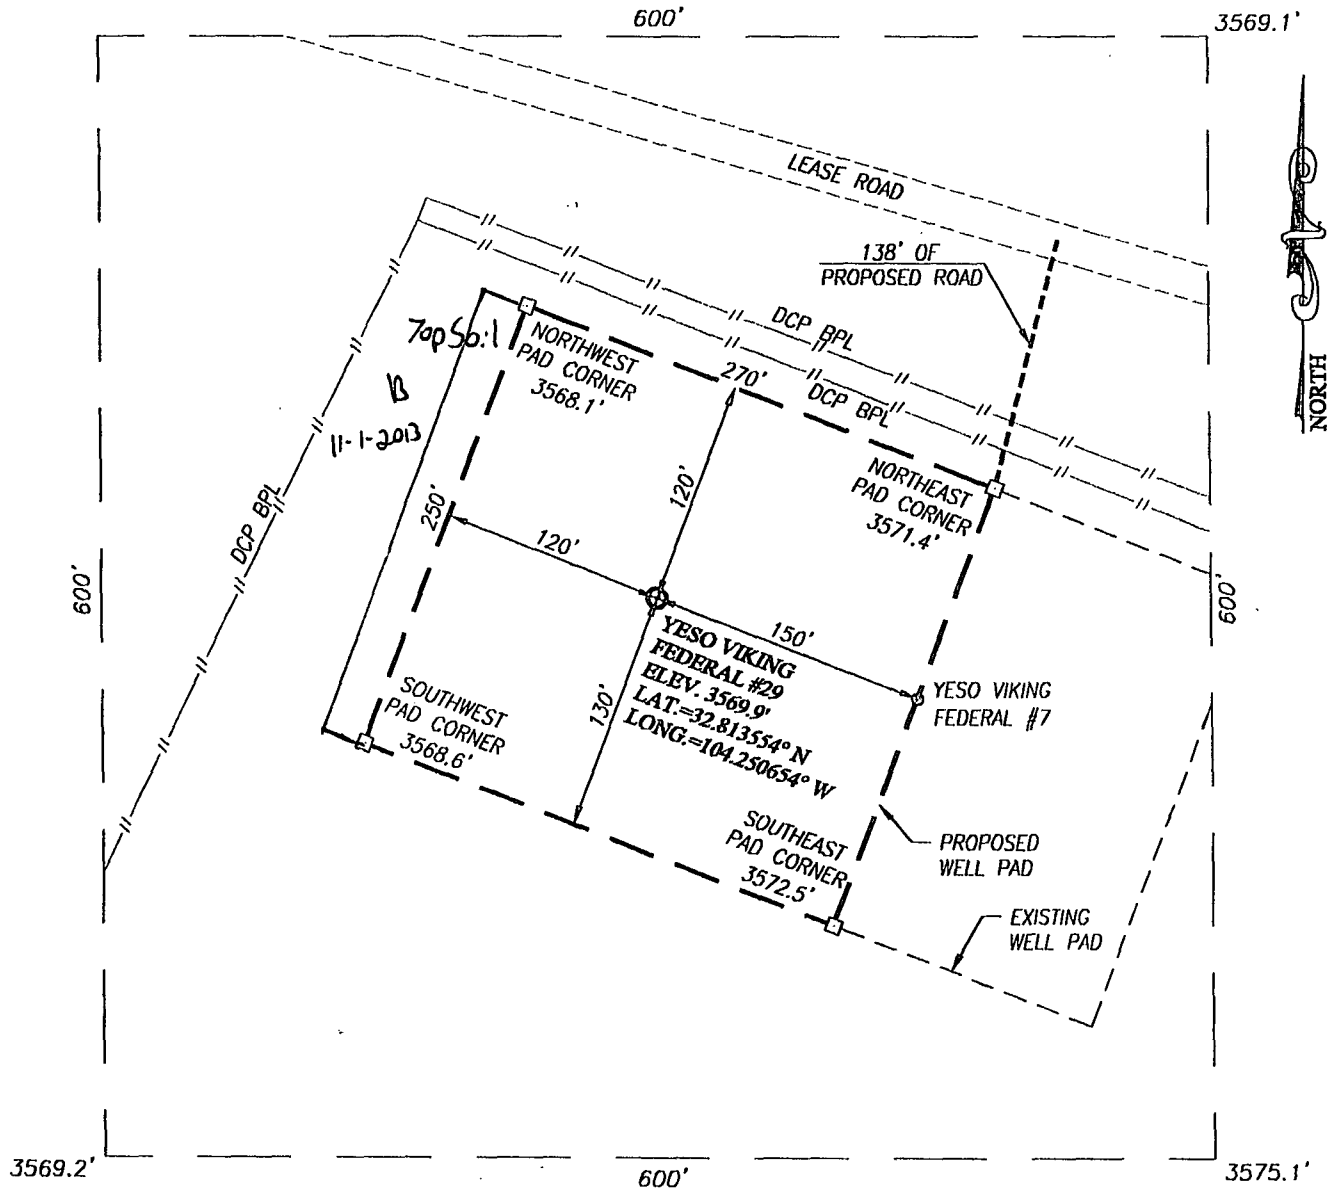 600'
3569.1'
LEASE ROAD
138' OF
PROPOSED ROAD
DCP BPL
DCP BPL
NORTH
TopSoil
B
11-1-2013
NORTHWEST
PAD CORNER
3568.1'
270'
NORTHEAST
PAD CORNER
3571.4'
DCP BPL
250'
120'
120'
600'
600'
150'
130'
YESO VIKING
FEDERAL #29
ELEV. 3569.9'
LAT.=32.813554° N
LONG.=104.250654° W
YESO VIKING
FEDERAL #7
SOUTHWEST
PAD CORNER
3568.6'
SOUTHEAST
PAD CORNER
3572.5'
PROPOSED
WELL PAD
EXISTING
WELL PAD
3569.2'
600'
3575.1'